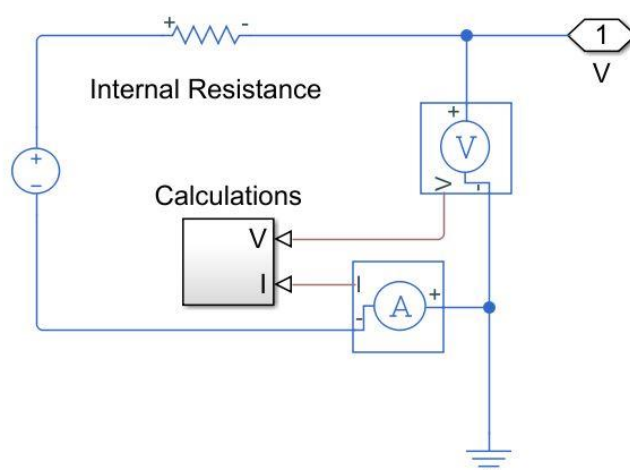 + -
1
V
Internal Resistance
+
V
V -
+
-
Calculations
V
I
I
A +
-